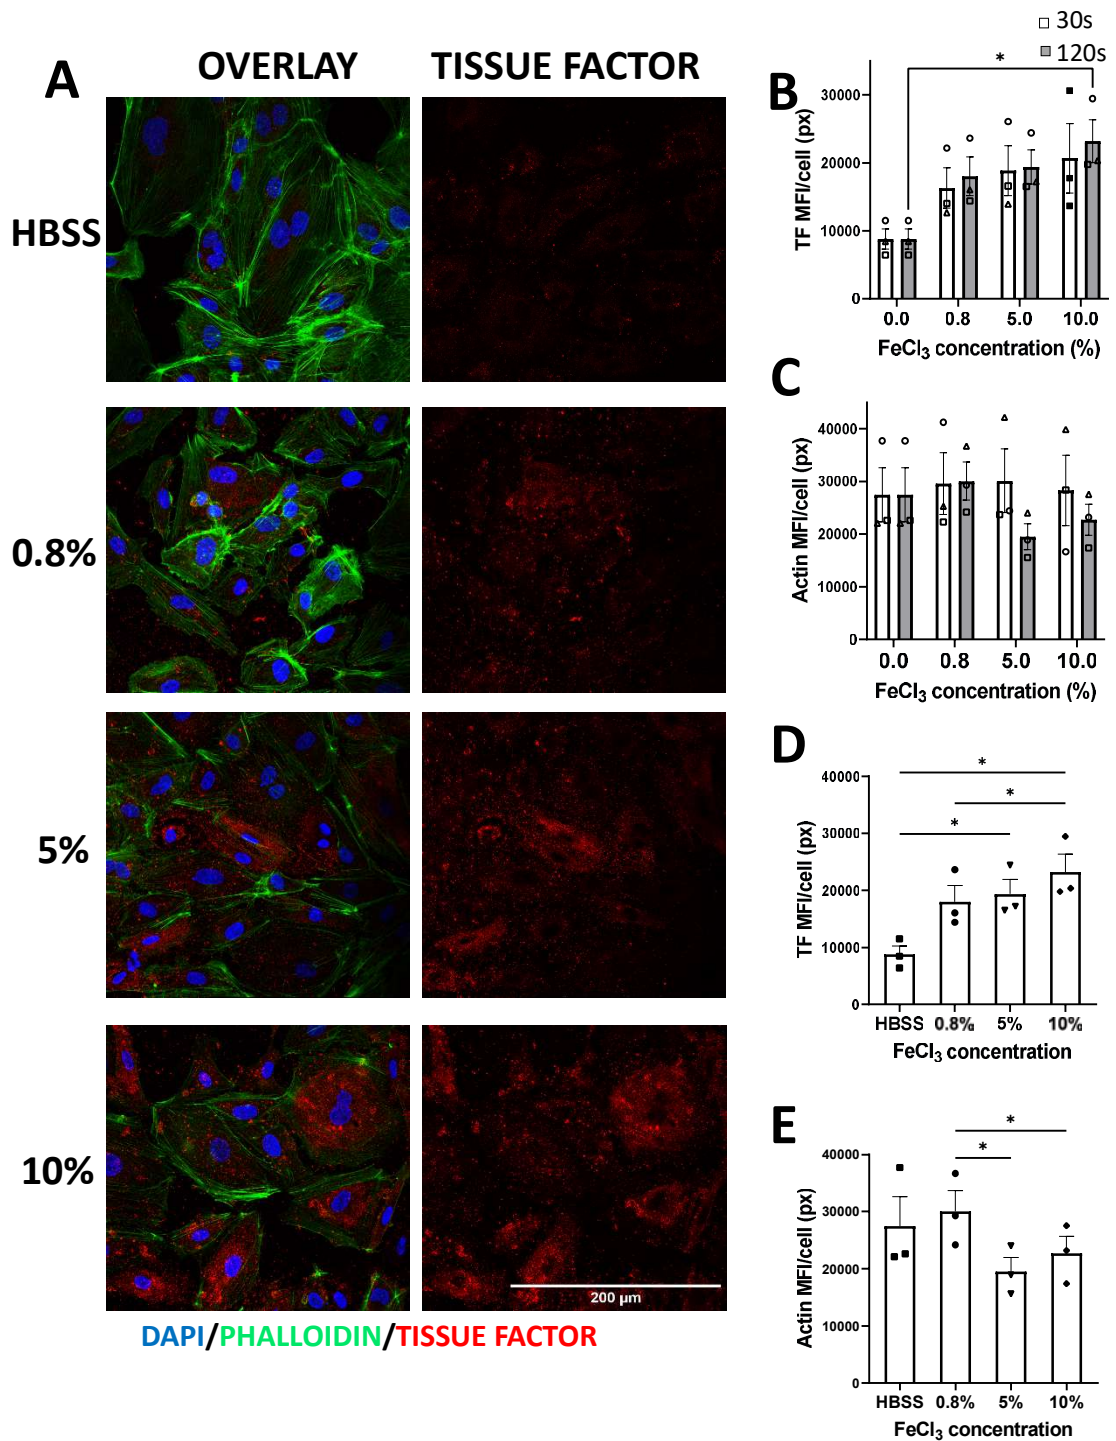 A
OVERLAY
TISSUE FACTOR
HBSS
0.8%
5%
10%
200 µm
DAPI/PHALLOIDIN/TISSUE FACTOR
30s
120s
B
*
TF MFI/cell (px)
30000
20000
10000
0
0.0 0.8 5.0 10.0
FeCl₃ concentration (%)
C
Actin MFI/cell (px)
40000
30000
20000
10000
0
0.0 0.8 5.0 10.0
FeCl₃ concentration (%)
D
*
*
*
TF MFI/cell (px)
40000
30000
20000
10000
0
HBSS 0.8% 5% 10%
FeCl₃ concentration
E
*
*
Actin MFI/cell (px)
40000
30000
20000
10000
0
HBSS 0.8% 5% 10%
FeCl₃ concentration